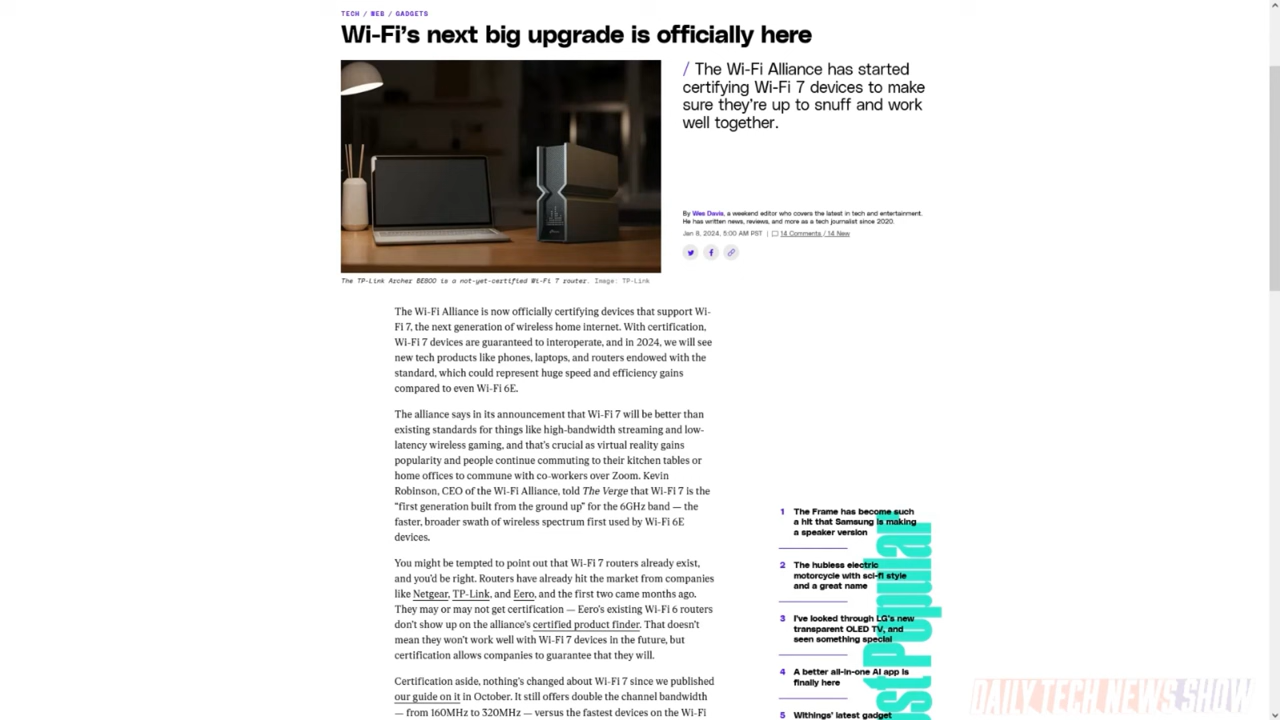 TECH / WEB / GADGETS
Wi-Fi's next big upgrade is officially here
/ The Wi-Fi Alliance has started
certifying Wi-Fi 7 devices to make
sure they're up to snuff and work
well together.
By Wes Davis, a weekend editor who covers the latest in tech and entertainment.
He has written news, reviews, and more as a tech journalist since 2020.
Jan 8, 2024, 5:00 AM PST | 14 Comments / 14 New
The TP-Link Archer BE800 is a not-yet-certified Wi-Fi 7 router. Image: TP-Link
The Wi-Fi Alliance is now officially certifying devices that support Wi-
Fi 7, the next generation of wireless home internet. With certification,
Wi-Fi 7 devices are guaranteed to interoperate, and in 2024, we will see
new tech products like phones, laptops, and routers endowed with the
standard, which could represent huge speed and efficiency gains
compared to even Wi-Fi 6E.
The alliance says in its announcement that Wi-Fi 7 will be better than
existing standards for things like high-bandwidth streaming and low-
latency wireless gaming, and that's crucial as virtual reality gains
popularity and people continue commuting to their kitchen tables or
home offices to commune with co-workers over Zoom. Kevin
Robinson, CEO of the Wi-Fi Alliance, told The Verge that Wi-Fi 7 is the
"first generation built from the ground up" for the 6GHz band — the
faster, broader swath of wireless spectrum first used by Wi-Fi 6E
devices.
You might be tempted to point out that Wi-Fi 7 routers already exist,
and you'd be right. Routers have already hit the market from companies
like Netgear, TP-Link, and Eero, and the first two came months ago.
They may or may not get certification — Eero's existing Wi-Fi 6 routers
don't show up on the alliance's certified product finder. That doesn't
mean they won't work well with Wi-Fi 7 devices in the future, but
certification allows companies to guarantee that they will.
Certification aside, nothing's changed about Wi-Fi 7 since we published
our guide on it in October. It still offers double the channel bandwidth
— from 160MHz to 320MHz — versus the fastest devices on the Wi-Fi
1 The Frame has become such
a hit that Samsung is making
a speaker version
2 The hubless electric
motorcycle with sci-fi style
and a great name
3 I've looked through LG's new
transparent OLED TV, and
seen something special
4 A better all-in-one AI app is
finally here
5 Withings' latest gadget
st Popular
DAILY TECH NEWS SHOW